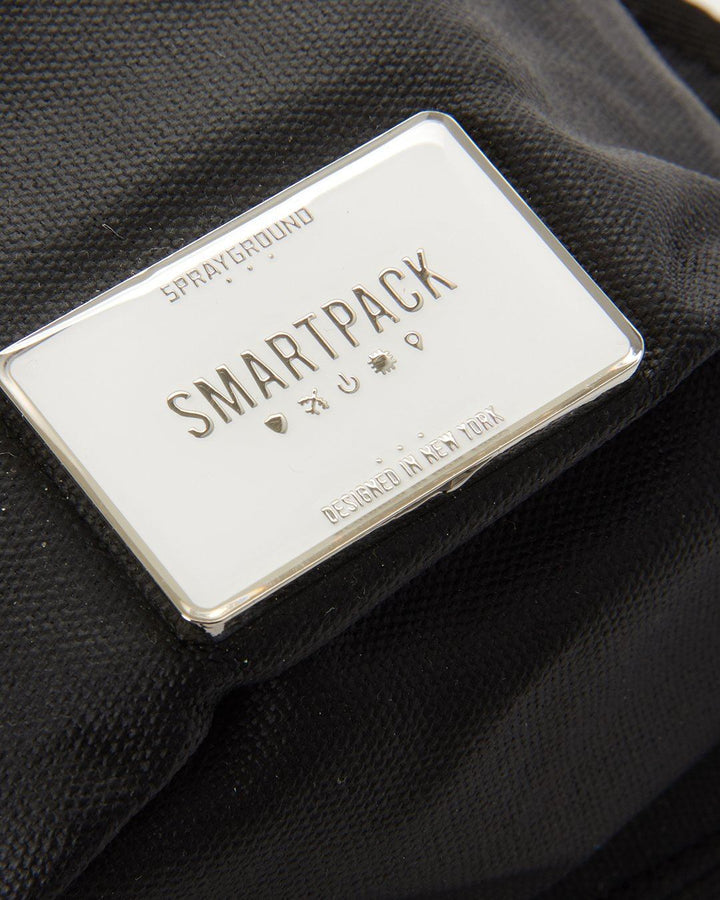 SPRAYGROUND
SMARTPACK
DESIGNED IN NEW YORK